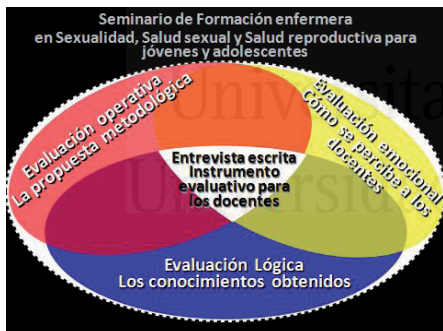 Seminario de Formación enfermera
en Sexualidad, Salud sexual y Salud reproductiva para
jóvenes y adolescentes
Evaluación operativa
La propuesta metodológica
Evaluación emocional
Cómo se percibe a los
docentes
Entrevista escrita
Instrumento
evaluativo para
los docentes
Evaluación Lógica
Los conocimientos obtenidos